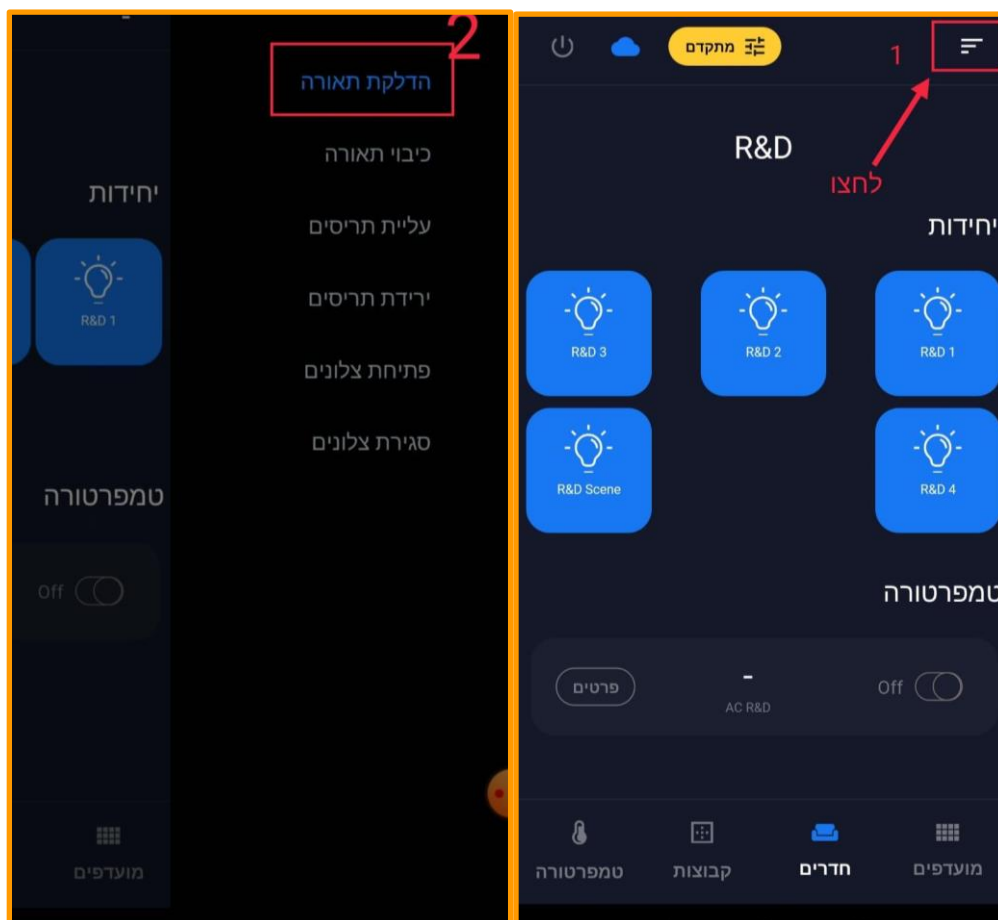 מתקדם
1
R&D
לחצו
יחידות
R&D 1
R&D 2
R&D 3
R&D 4
R&D Scene
טמפרטורה
Off
-
AC R&D
פרטים
מועדפים
חדרים
קבוצות
טמפרטורה
2
הדלקת תאורה
כיבוי תאורה
עליית תריסים
ירידת תריסים
פתיחת צלונים
סגירת צלונים
יחידות
R&D 1
טמפרטורה
Off
מועדפים